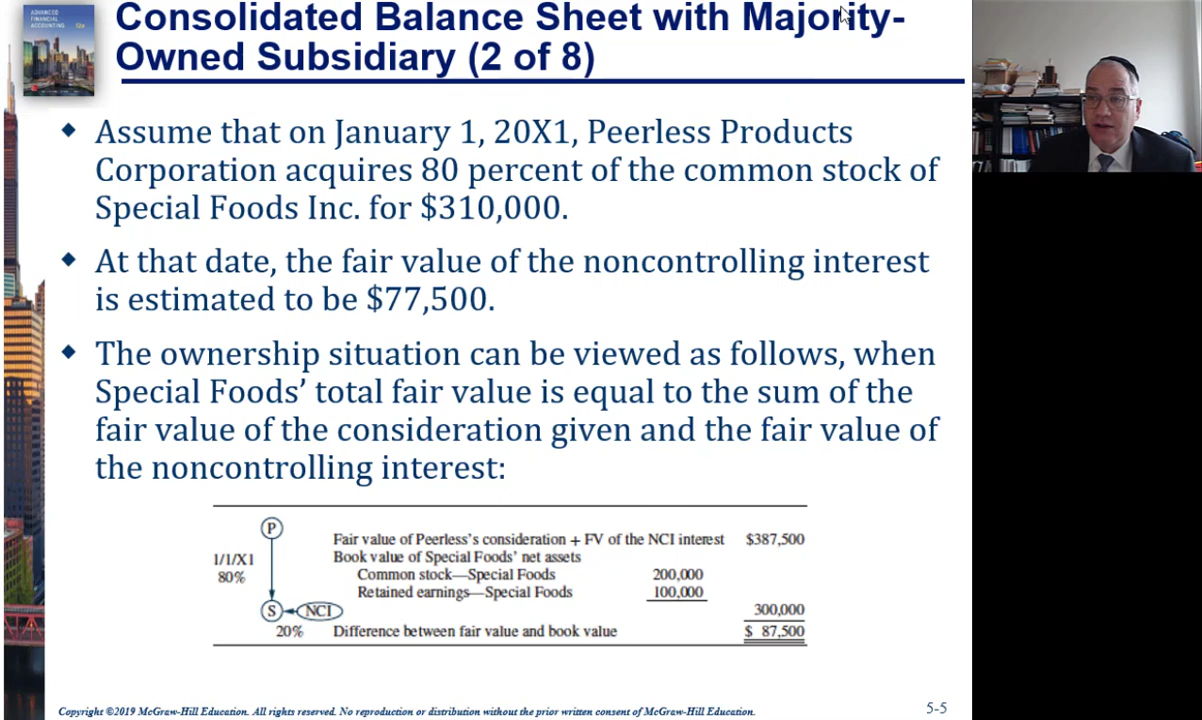 ADVANCED
FINANCIAL
ACCOUNTING 12e
Consolidated Balance Sheet with Majority-
Owned Subsidiary (2 of 8)
Assume that on January 1, 20X1, Peerless Products
Corporation acquires 80 percent of the common stock of
Special Foods Inc. for $310,000.
At that date, the fair value of the noncontrolling interest
is estimated to be $77,500.
The ownership situation can be viewed as follows, when
Special Foods’ total fair value is equal to the sum of the
fair value of the consideration given and the fair value of
the noncontrolling interest:
P
Fair value of Peerless’s consideration + FV of the NCI interest $387,500
1/1/X1 Book value of Special Foods’ net assets
80% Common stock—Special Foods 200,000
Retained earnings—Special Foods 100,000
S NCI 300,000
20% Difference between fair value and book value $ 87,500
Copyright ©2019 McGraw-Hill Education. All rights reserved. No reproduction or distribution without the prior written consent of McGraw-Hill Education.
5-5